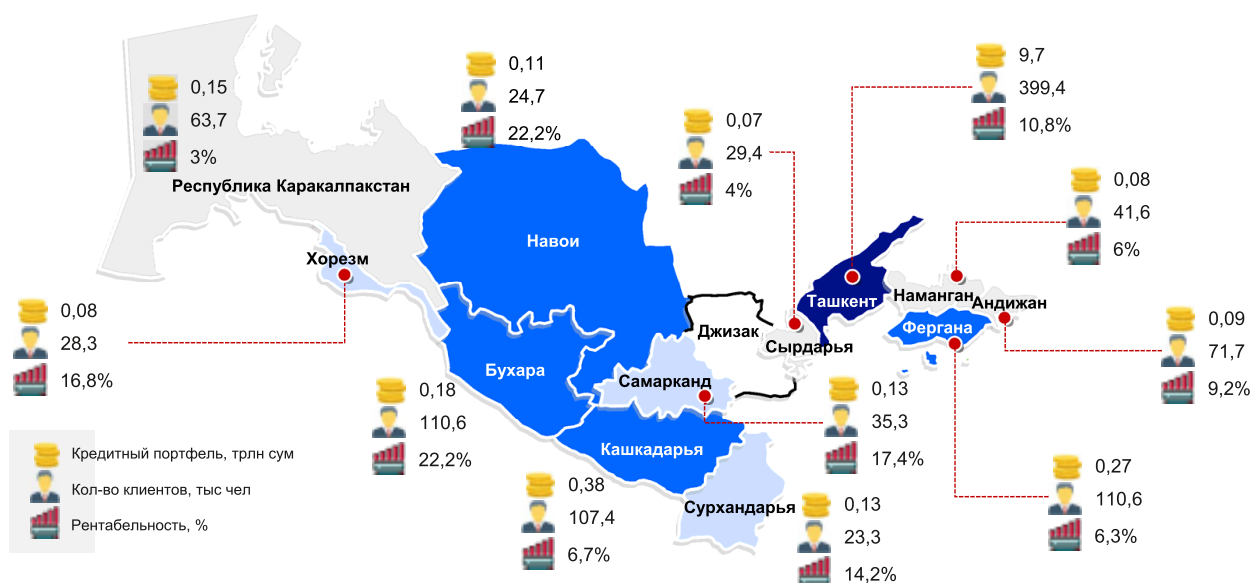 0,15
63,7
3%
Республика Каракалпакстан
0,11
24,7
22,2%
Навои
0,07
29,4
4%
9,7
399,4
10,8%
Ташкент
0,08
41,6
6%
Наманган
Андижан
0,09
71,7
9,2%
Фергана
0,27
110,6
6,3%
Хорезм
0,08
28,3
16,8%
Бухара
0,18
110,6
22,2%
Джизак
Сырдарья
Самарканд
0,13
35,3
17,4%
Кашкадарья
0,38
107,4
6,7%
Сурхандарья
0,13
23,3
14,2%
Кредитный портфель, трлн сум
Кол-во клиентов, тыс чел
Рентабельность, %